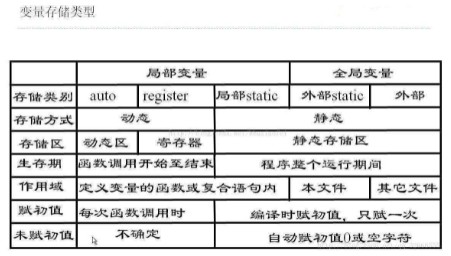 变量存储类型
局部变量 全局变量
存储类别 auto register 局部static 外部static 外部
存储方式 动态 静态
存储区 动态区 寄存器 静态存储区
生存期 函数调用开始至结束 程序整个运行期间
作用域 定义变量的函数或复合语句内 本文件 其它文件
赋初值 每次函数调用时 编译时赋初值，只赋一次
未赋初值 不确定 自动赋初值0或空字符